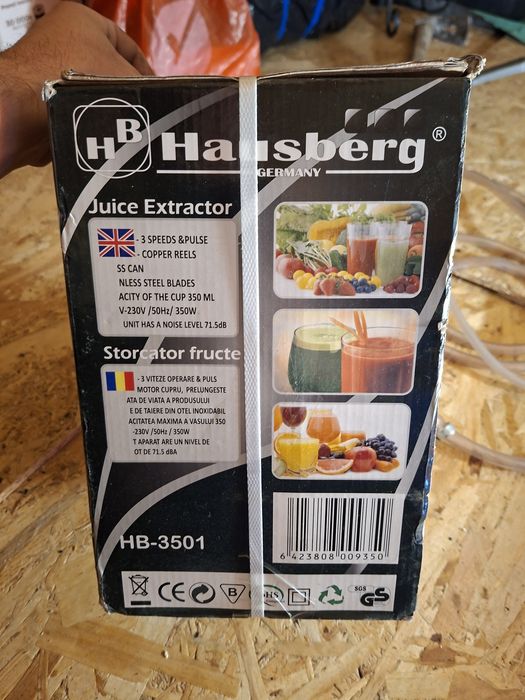 HB Hausberg®
GERMANY
Juice Extractor
- 3 SPEEDS &PULSE
- COPPER REELS
SS CAN
NLESS STEEL BLADES
ACITY OF THE CUP 350 ML
V-230V /50Hz/ 350W
UNIT HAS A NOISE LEVEL 71.5dB
Storcator fructe
- 3 VITEZE OPERARE & PULS
MOTOR CUPRU, PRELUNGESTE
ATA DE VIATA A PRODUSULUI
E DE TAIERE DIN OTEL INOXIDABIL
ACITATEA MAXIMA A VASULUI 350
-230V /50Hz / 350W
T APARAT ARE UN NIVEL DE
OT DE 71.5 dBA
HB-3501
6 423808 009350
CE B HS SGS GS